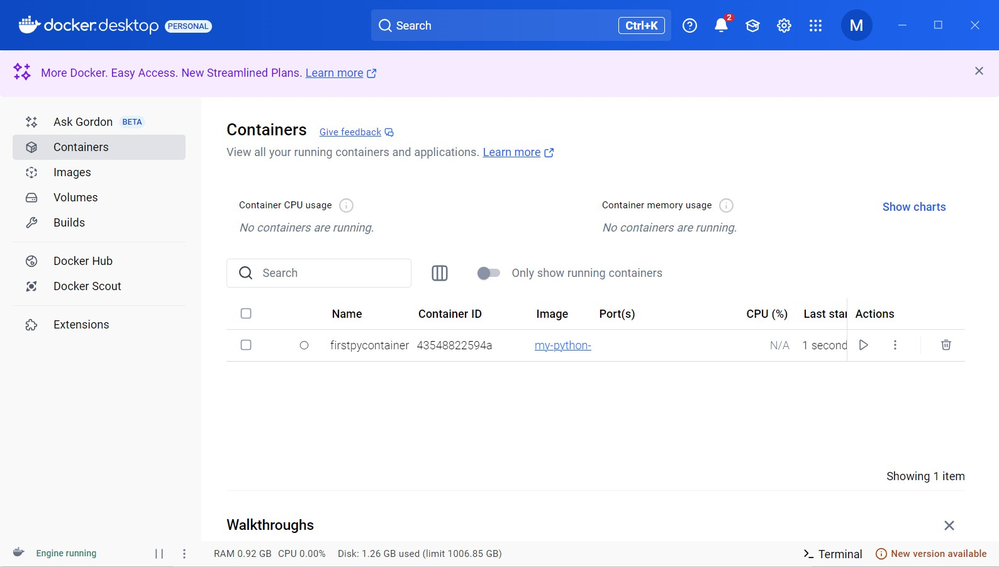 docker.desktop PERSONAL
Search
Ctrl+K
2
M
More Docker. Easy Access. New Streamlined Plans. Learn more
Ask Gordon BETA
Containers
Images
Volumes
Builds
Docker Hub
Docker Scout
Extensions
Containers Give feedback
View all your running containers and applications. Learn more
Container CPU usage
No containers are running.
Container memory usage
No containers are running.
Show charts
Search
Only show running containers
Name Container ID Image Port(s) CPU (%) Last star Actions
firstpycontainer 43548822594a my-python- N/A 1 second
Showing 1 item
Walkthroughs
Engine running
RAM 0.92 GB CPU 0.00% Disk: 1.26 GB used (limit 1006.85 GB)
>_ Terminal
New version available